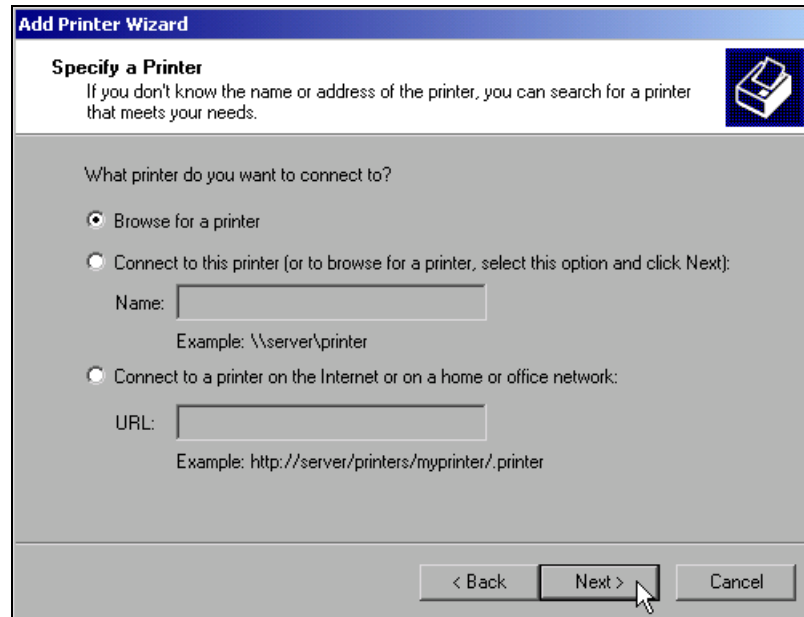 Add Printer Wizard
Specify a Printer
If you don't know the name or address of the printer, you can search for a printer
that meets your needs.
What printer do you want to connect to?
Browse for a printer
Connect to this printer (or to browse for a printer, select this option and click Next):
Name:
Example: \\server\printer
Connect to a printer on the Internet or on a home or office network:
URL:
Example: http://server/printers/myprinter/.printer
< Back Next > Cancel